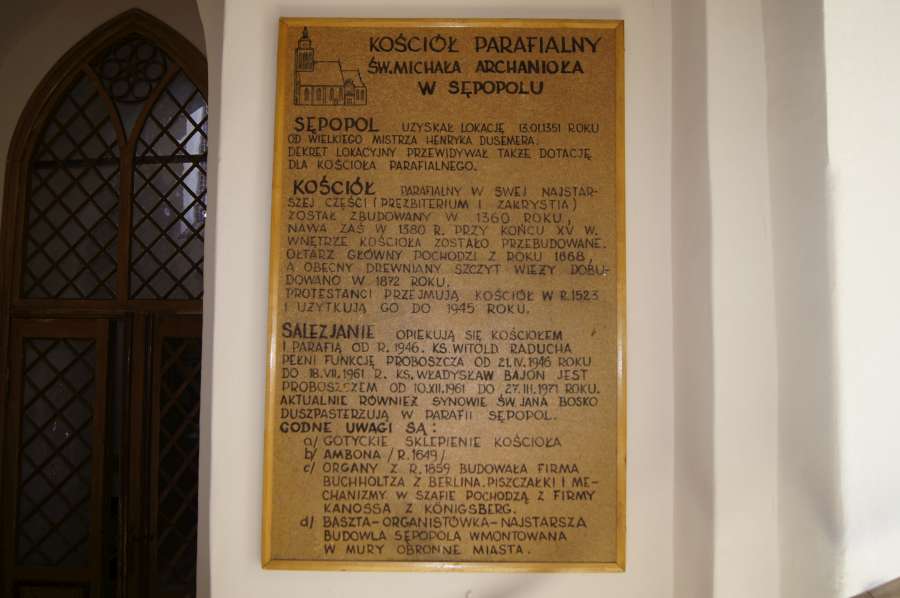 KOŚCIÓŁ PARAFIALNY
ŚW. MICHAŁA ARCHANIOŁA
W SĘPOPOLU
SĘPOPOL UZYSKAŁ LOKACJĘ 13.01.1351 ROKU
OD WIELKIEGO MISTRZA HENRYKA DUSEMERA.
DEKRET LOKACYJNY PRZEWIDYWAŁ TAKŻE DOTACJĘ
DLA KOŚCIOŁA PARAFIALNEGO.
KOŚCIÓŁ PARAFIALNY W SWEJ NAJSTAR-
SZEJ CZĘŚCI (PREZBITERIUM I ZAKRYSTIA)
ZOSTAŁ ZBUDOWANY W 1360 ROKU,
NAWA ZAŚ W 1380 R. PRZY KOŃCU XV W.
WNĘTRZE KOŚCIOŁA ZOSTAŁO PRZEBUDOWANE.
OŁTARZ GŁÓWNY POCHODZI Z ROKU 1668,
A OBECNY DREWNIANY SZCZYT WIEŻY DOBU-
DOWANO W 1872 ROKU.
PROTESTANCI PRZEJMUJĄ KOŚCIÓŁ W R.1523
I UŻYTKUJĄ GO DO 1945 ROKU.
SALEZJANIE OPIEKUJĄ SIĘ KOŚCIOŁEM
I PARAFIĄ OD R. 1946. KS. WITOLD RADUCHA
PEŁNI FUNKCJĘ PROBOSZCZA OD 21.IV.1946 ROKU
DO 18.VII.1961 R. KS. WŁADYSŁAW BAJON JEST
PROBOSZCZEM OD 10.XII.1961 DO 27.III.1971 ROKU.
AKTUALNIE RÓWNIEŻ SYNOWIE ŚW. JANA BOSKO
DUSZPASTERZUJĄ W PARAFII SĘPOPOL.
GODNE UWAGI SĄ:
a/ GOTYCKIE SKLEPIENIE KOŚCIOŁA
b/ AMBONA /R.1649/
c/ ORGANY Z R.1859 BUDOWAŁA FIRMA
BUCHHOLTZA Z BERLINA. PISZCZAŁKI I ME-
CHANIZMY W SZAFIE POCHODZĄ Z FIRMY
KANOSSA Z KÖNIGSBERG.
d/ BASZTA-ORGANISTÓWKA-NAJSTARSZA
BUDOWLA SĘPOPOLA WMONTOWANA
W MURY OBRONNE MIASTA.